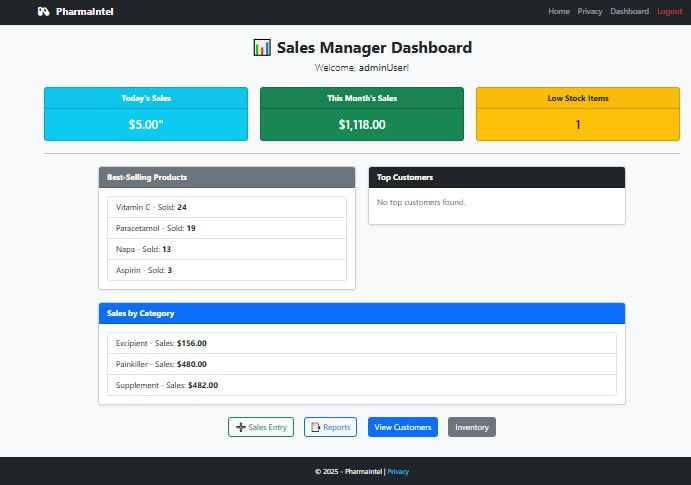 PharmaIntel
Home Privacy Dashboard Logout
Sales Manager Dashboard
Welcome, adminUser!
Today's Sales
$5.00"
This Month's Sales
$1,118.00
Low Stock Items
1
Best-Selling Products
Vitamin C - Sold: 24
Paracetamol - Sold: 19
Napa - Sold: 13
Aspirin - Sold: 3
Top Customers
No top customers found.
Sales by Category
Excipient - Sales: $156.00
Painkiller - Sales: $480.00
Supplement - Sales: $482.00
Sales Entry
Reports
View Customers
Inventory
© 2025 - PharmaIntel | Privacy